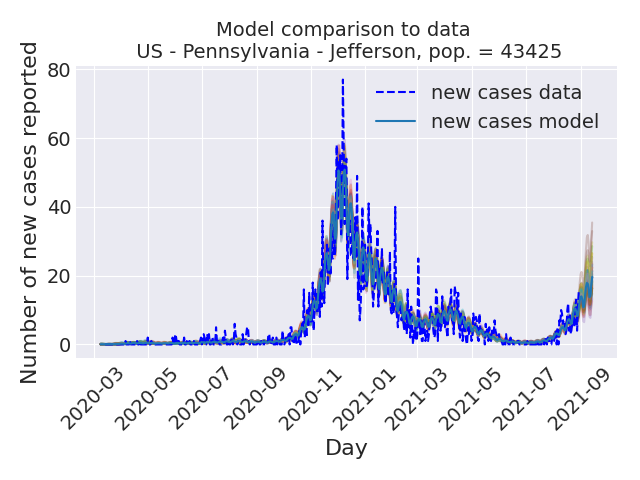 Model comparison to data
US - Pennsylvania - Jefferson, pop. = 43425
Number of new cases reported
80
60
40
20
0
new cases data
new cases model
2020-03
2020-05
2020-07
2020-09
2020-11
2021-01
2021-03
2021-05
2021-07
2021-09
Day